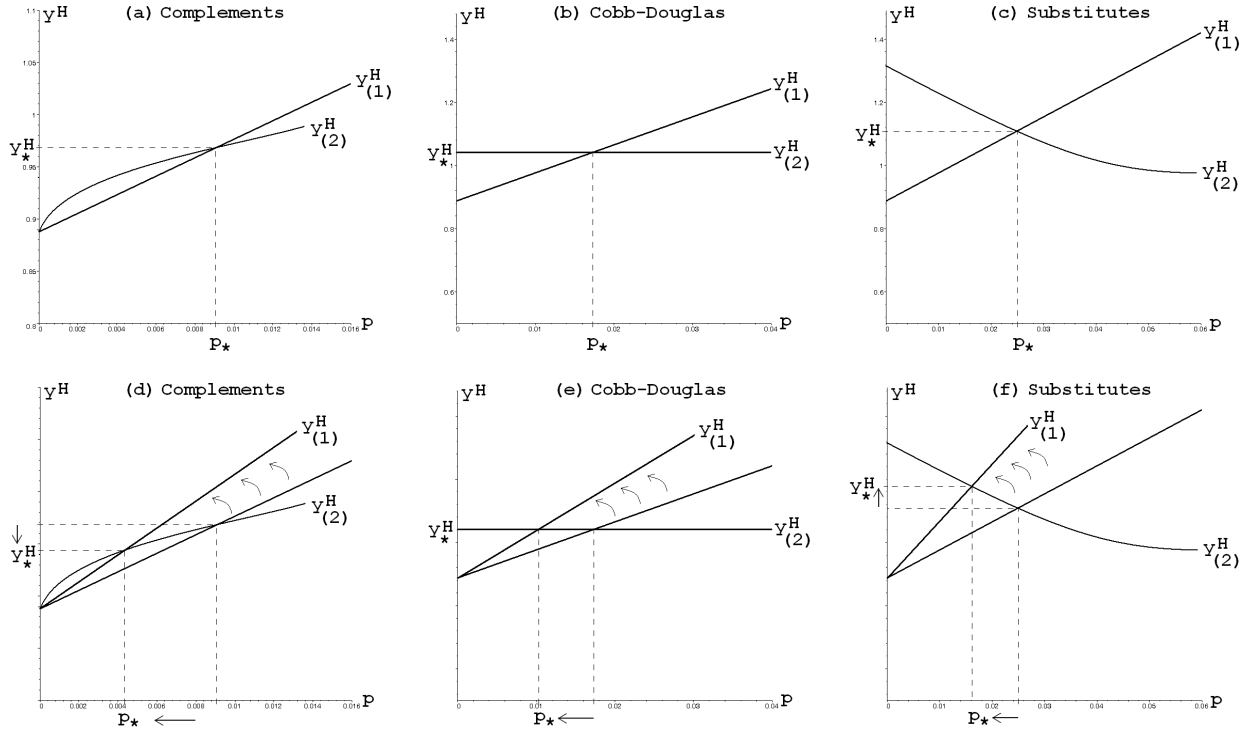 (a) Complements
y^H
1.1
1.05
1
0.95
0.9
0.85
0.8
y^H_(1)
y^H_(2)
y^H_*
0 0.002 0.004 0.006 0.008 0.01 0.012 0.014 0.016 p
p_*
(b) Cobb-Douglas
y^H
1.4
1.2
1
0.8
0.6
y^H_(1)
y^H_(2)
y^H_*
0 0.01 0.02 0.03 0.04 p
p_*
(c) Substitutes
y^H
1.4
1.2
1
0.8
0.6
y^H_(1)
y^H_(2)
y^H_*
0 0.01 0.02 0.03 0.04 0.05 0.06 p
p_*
(d) Complements
y^H
y^H_(1)
y^H_(2)
↓
y^H_*
0 0.002 0.004 0.006 0.008 0.01 0.012 0.014 0.016 p
p_* ←
(e) Cobb-Douglas
y^H
y^H_(1)
y^H_(2)
y^H_*
0 0.01 0.02 0.03 0.04 p
p_* ←
(f) Substitutes
y^H
y^H_(1)
y^H_* ↑
y^H_(2)
0 0.01 0.02 0.03 0.04 0.05 0.06 p
p_* ←